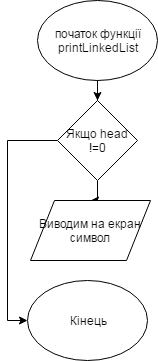 початок функції
printLinkedList
Якщо head
!=0
Виводим на екран
символ
Кінець